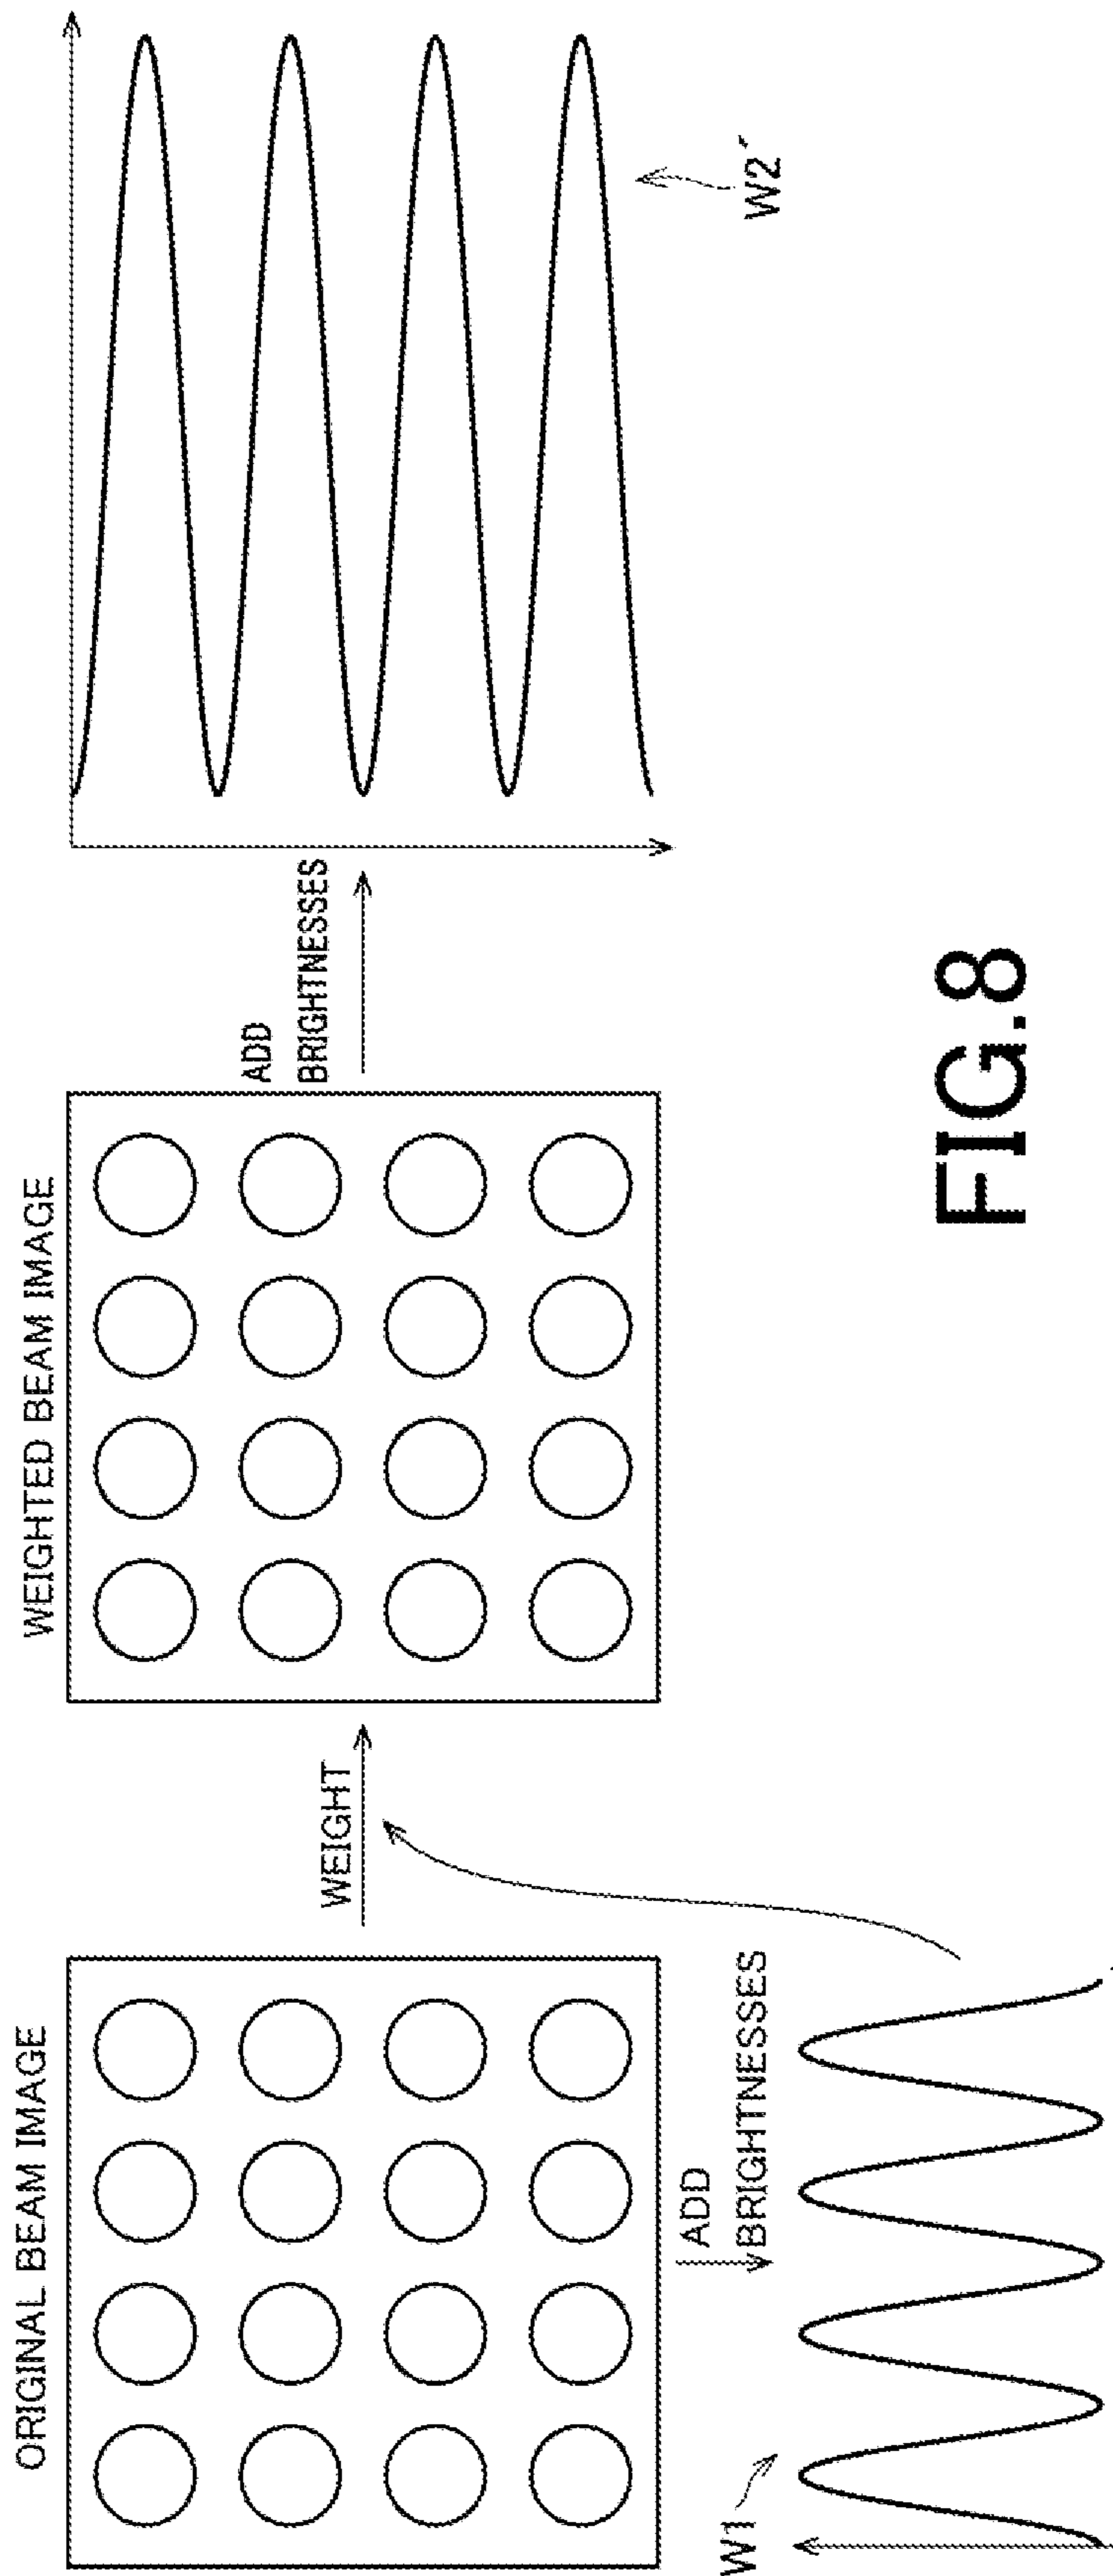 ORIGINAL BEAM IMAGE
WEIGHTED BEAM IMAGE
WEIGHT
ADD
BRIGHTNESSES
ADD
BRIGHTNESSES
W1
W2´
FIG.8